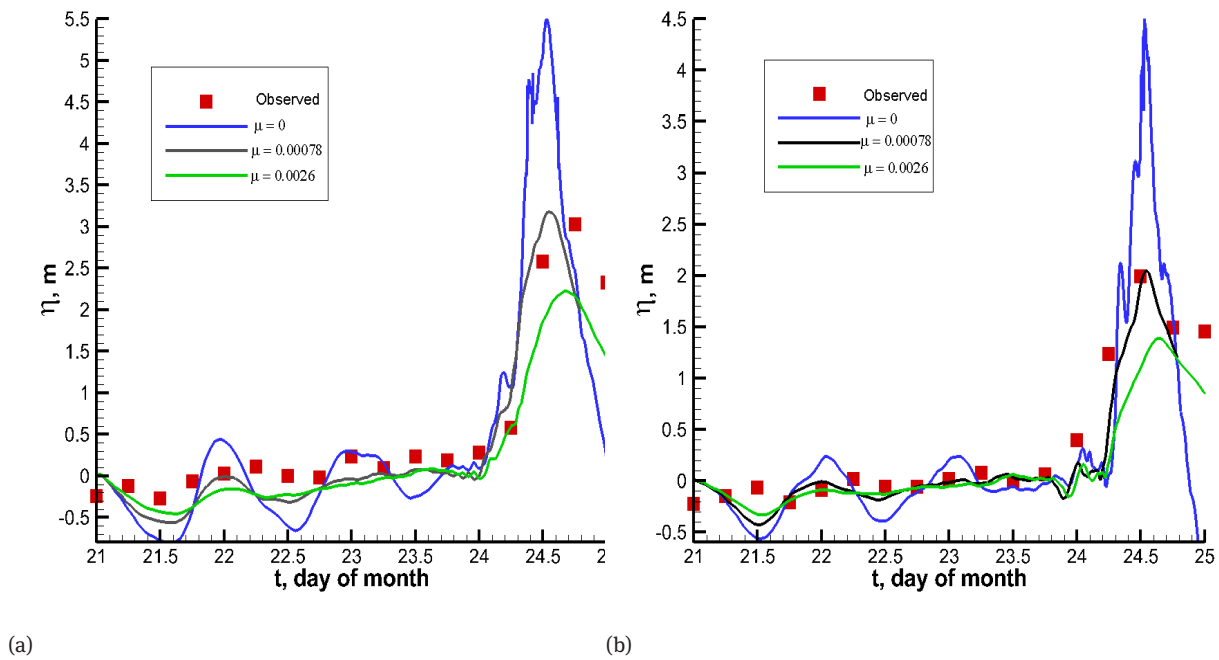 5.5
5
4.5
4
3.5
3
2.5
2
1.5
1
0.5
0
-0.5
η, m
Observed
μ = 0
μ = 0.00078
μ = 0.0026
21 21.5 22 22.5 23 23.5 24 24.5 2
t, day of month
(a)
4.5
4
3.5
3
2.5
2
1.5
1
0.5
0
-0.5
η, m
Observed
μ = 0
μ = 0.00078
μ = 0.0026
21 21.5 22 22.5 23 23.5 24 24.5 25
t, day of month
(b)